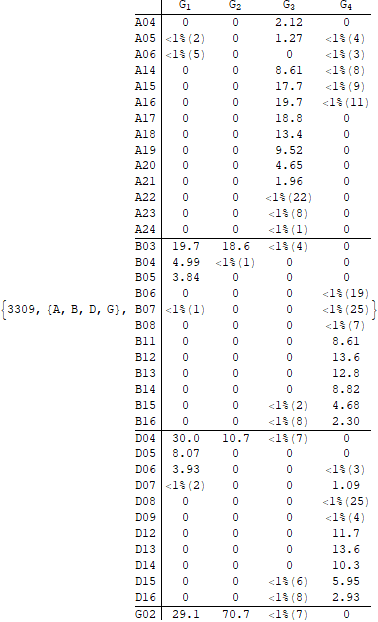 G1 G2 G3 G4
A04 0 0 2.12 0
A05 <1%(2) 0 1.27 <1%(4)
A06 <1%(5) 0 0 <1%(3)
A14 0 0 8.61 <1%(8)
A15 0 0 17.7 <1%(9)
A16 0 0 19.7 <1%(11)
A17 0 0 18.8 0
A18 0 0 13.4 0
A19 0 0 9.52 0
A20 0 0 4.65 0
A21 0 0 1.96 0
A22 0 0 <1%(22) 0
A23 0 0 <1%(8) 0
A24 0 0 <1%(1) 0
B03 19.7 18.6 <1%(4) 0
B04 4.99 <1%(1) 0 0
B05 3.84 0 0 0
B06 0 0 0 <1%(19)
{3309, {A, B, D, G}, B07 <1%(1) 0 0 <1%(25)}
B08 0 0 0 <1%(7)
B11 0 0 0 8.61
B12 0 0 0 13.6
B13 0 0 0 12.8
B14 0 0 0 8.82
B15 0 0 <1%(2) 4.68
B16 0 0 <1%(8) 2.30
D04 30.0 10.7 <1%(7) 0
D05 8.07 0 0 0
D06 3.93 0 0 <1%(3)
D07 <1%(2) 0 0 1.09
D08 0 0 0 <1%(25)
D09 0 0 0 <1%(4)
D12 0 0 0 11.7
D13 0 0 0 13.6
D14 0 0 0 10.3
D15 0 0 <1%(6) 5.95
D16 0 0 <1%(8) 2.93
G02 29.1 70.7 <1%(7) 0